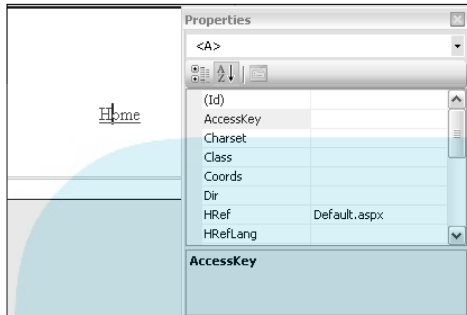 Home
Properties
<A>
(Id)
AccessKey
Charset
Class
Coords
Dir
HRef Default.aspx
HRefLang
AccessKey